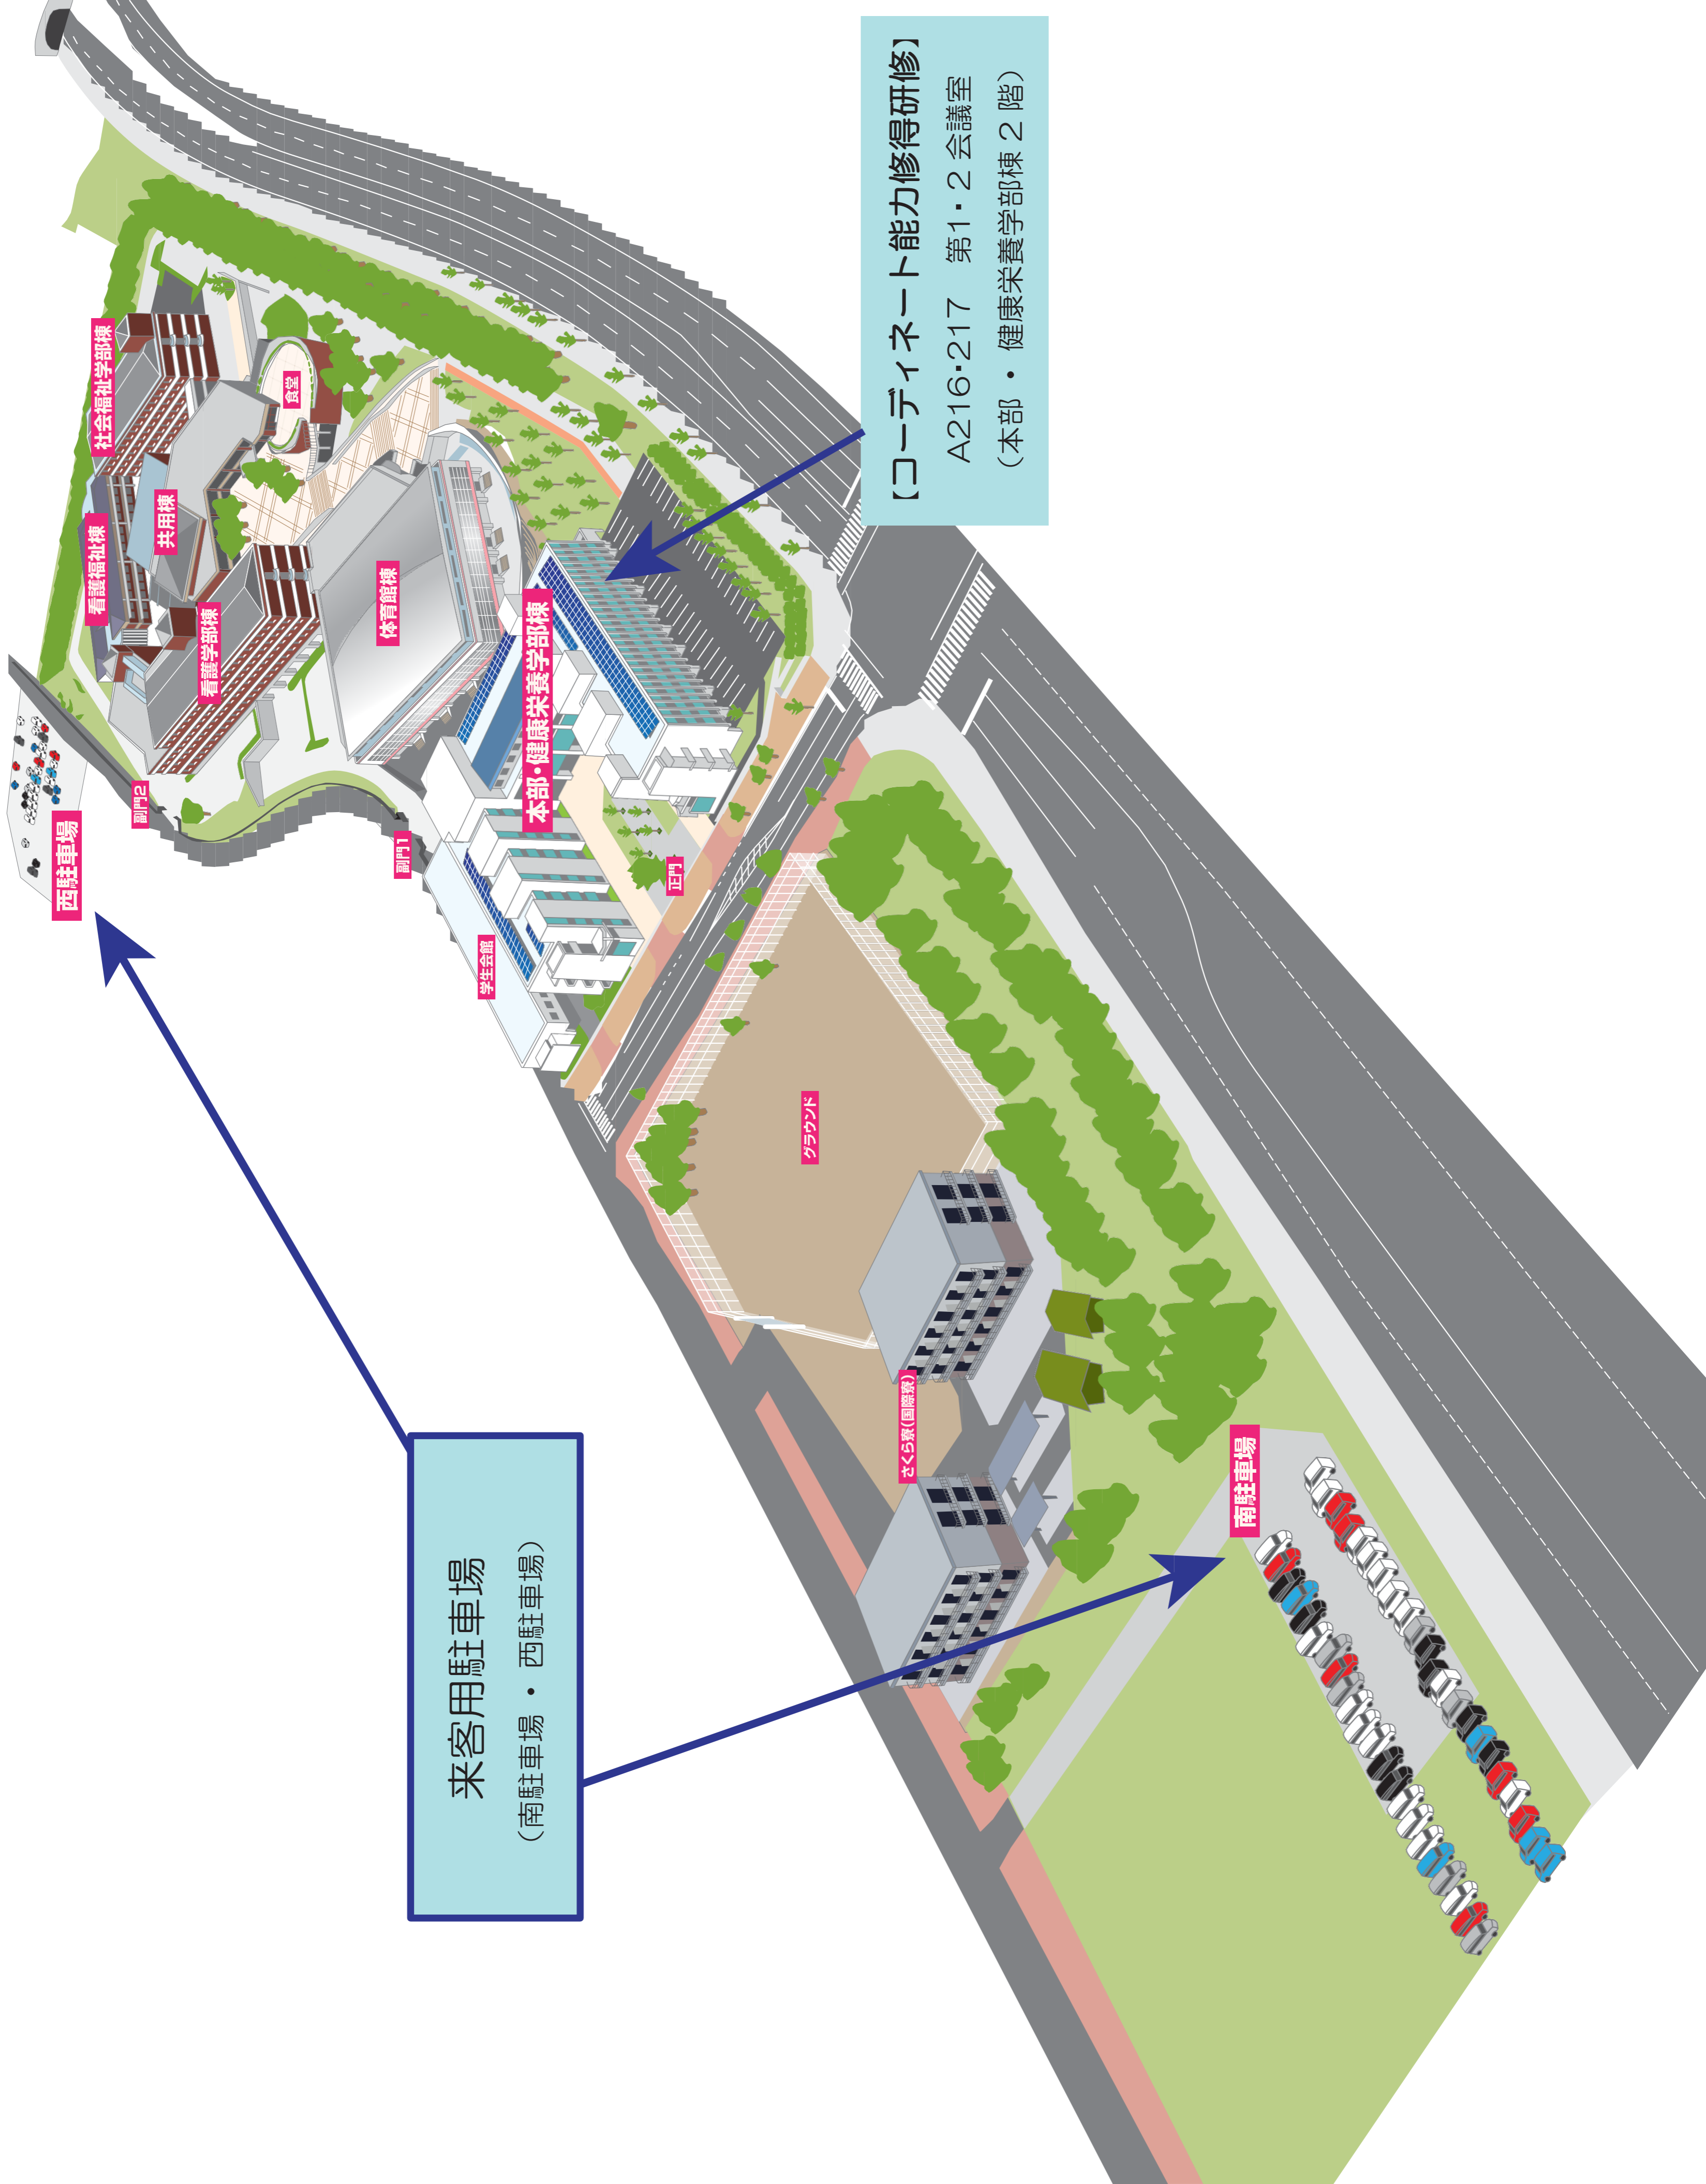 西駐車場
副門2
看護福祉棟
社会福祉学部棟
共用棟
看護学部棟
食堂
体育館棟
副門1
学生会館
本部・健康栄養学部棟
正門
【コーディネート能力修得研修】
A216・217　第1・2会議室
（本部・健康栄養学部棟2階）
グラウンド
さくら寮(国際寮)
南駐車場
来客用駐車場
（南駐車場・西駐車場）